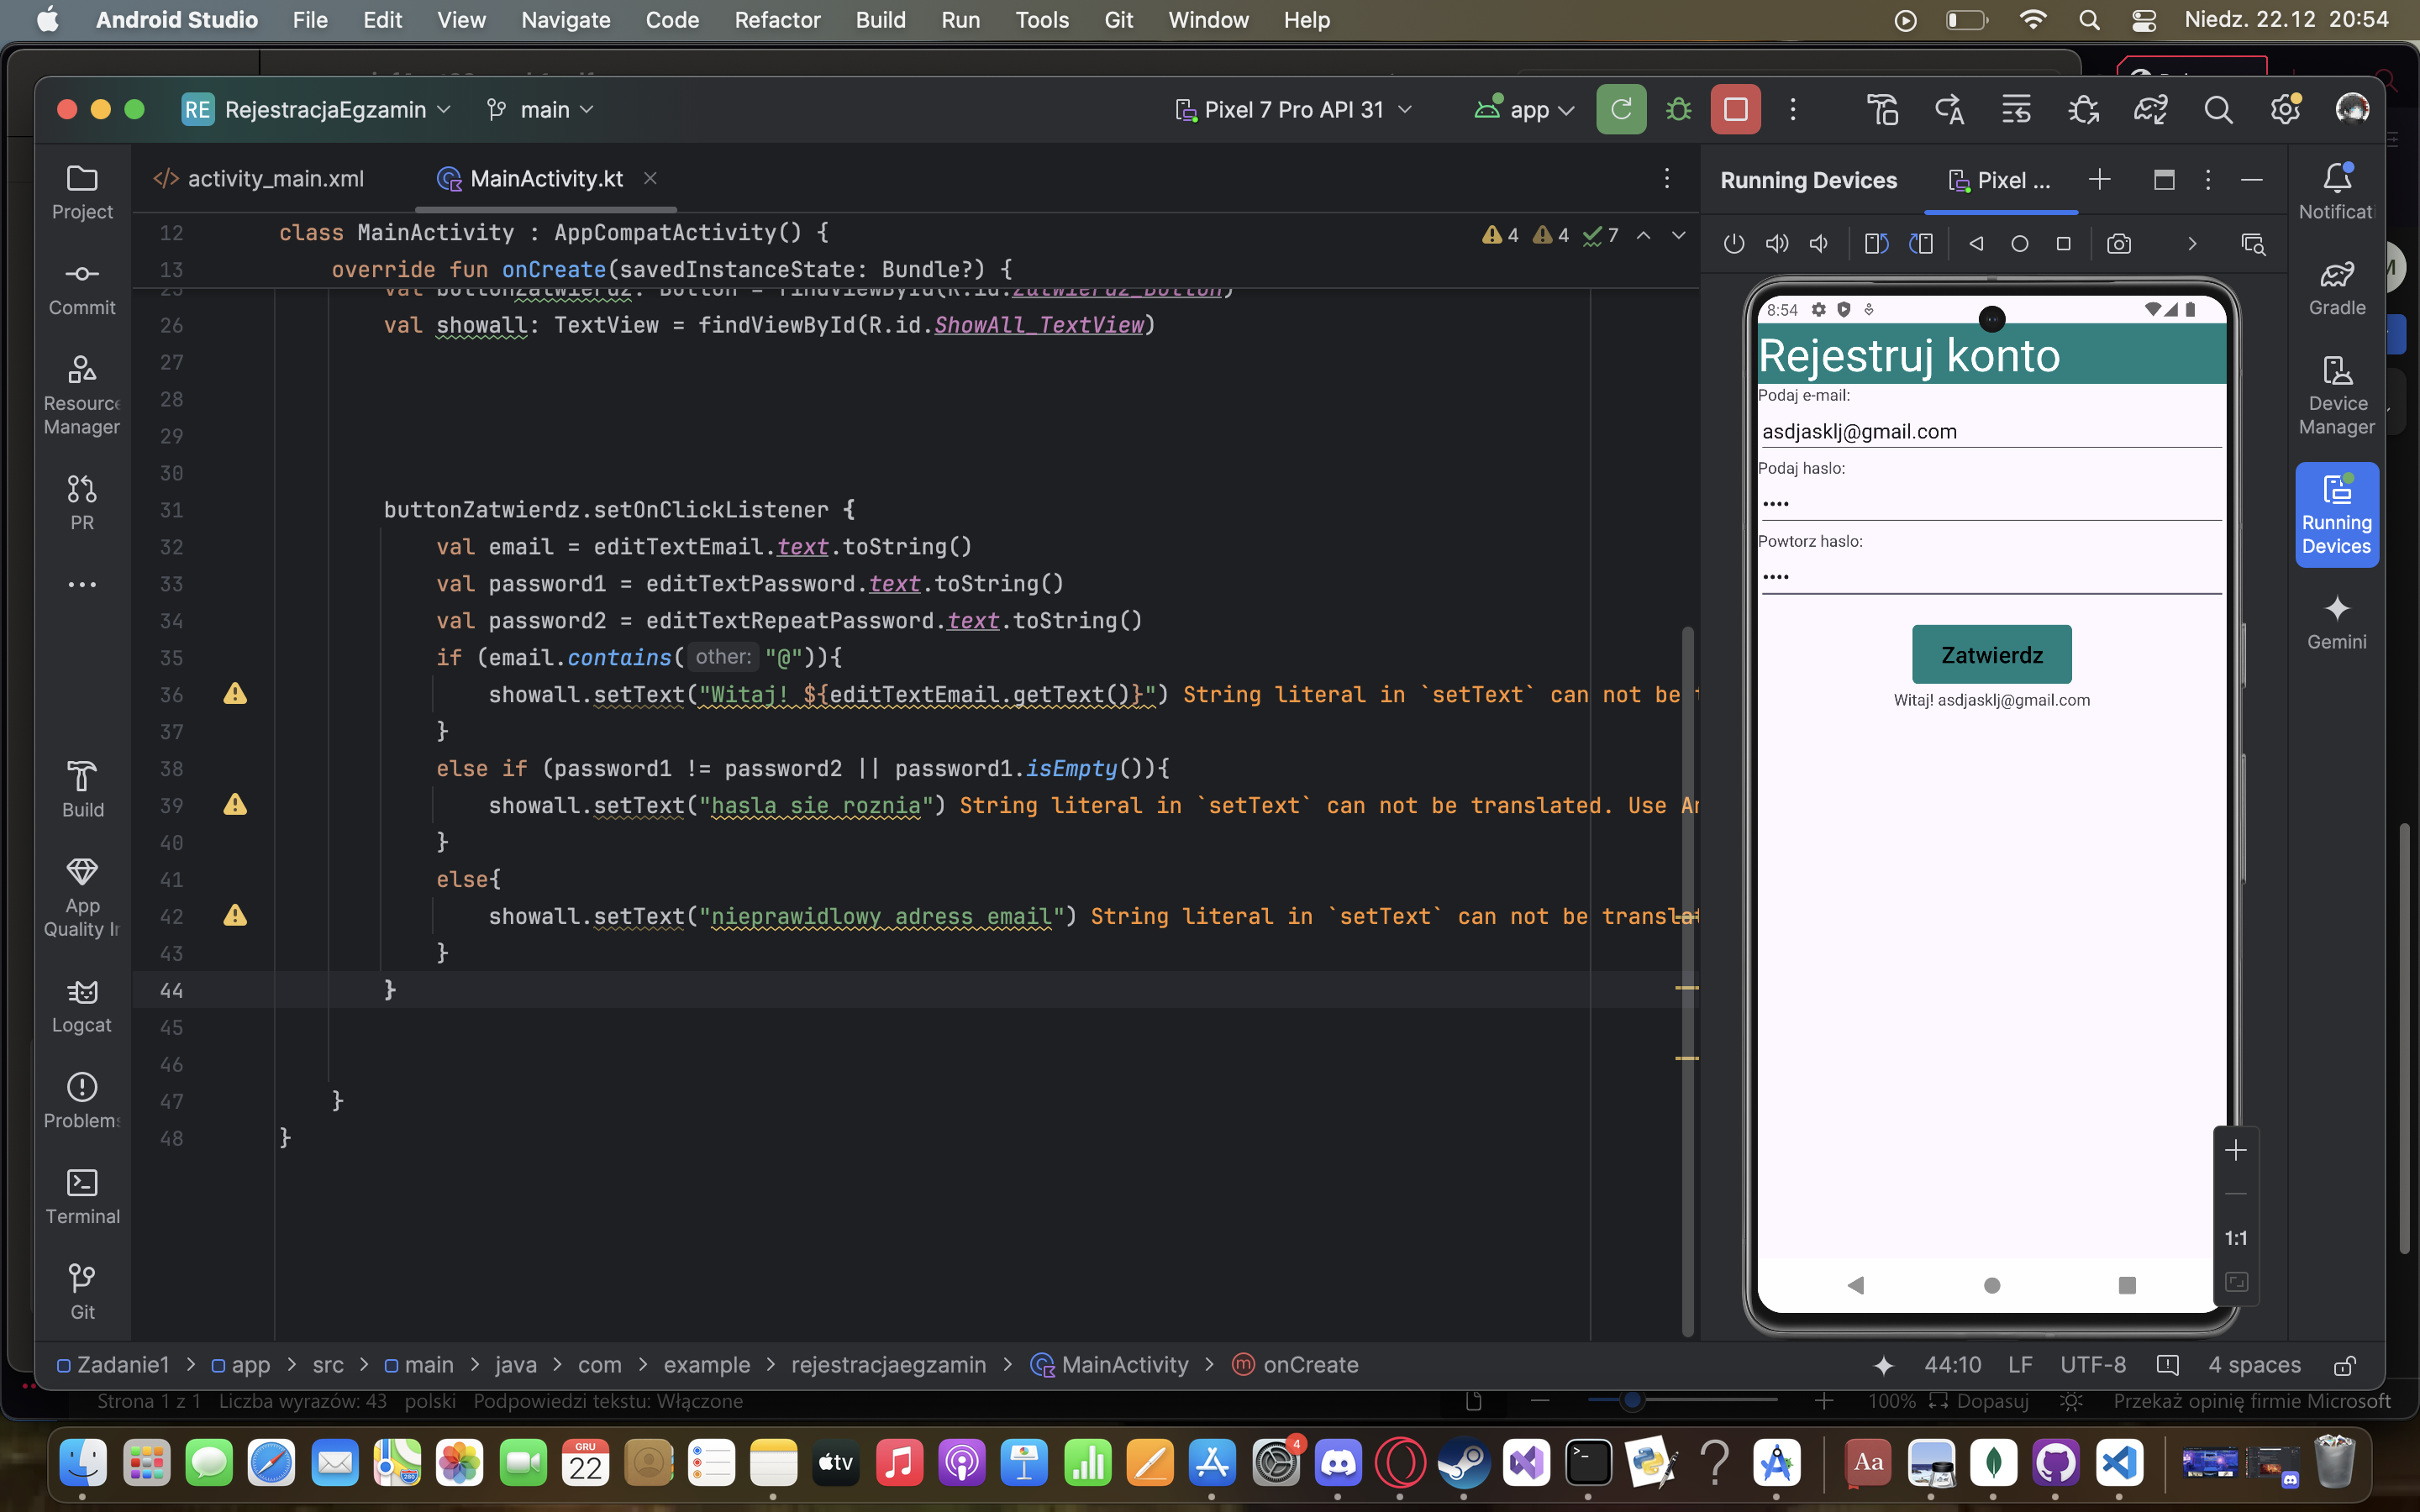 Android Studio File Edit View Navigate Code Refactor Build Run Tools Git Window Help Niedz. 22.12 20:54
RE RejestracjaEgzamin main Pixel 7 Pro API 31 app
activity_main.xml MainActivity.kt
Running Devices Pixel ...
Project
Commit
Resource
Manager
PR
Build
App
Quality In
Logcat
Problems
Terminal
Git
4 4 7
12 class MainActivity : AppCompatActivity() {
13 override fun onCreate(savedInstanceState: Bundle?) {
25 val buttonZatwierdz: Button = findViewById(R.id.Zatwierdz_Button)
26 val showall: TextView = findViewById(R.id.ShowAll_TextView)
27
28
29
30
31 buttonZatwierdz.setOnClickListener {
32 val email = editTextEmail.text.toString()
33 val password1 = editTextPassword.text.toString()
34 val password2 = editTextRepeatPassword.text.toString()
35 if (email.contains( other: "@")){
36 showall.setText("Witaj! ${editTextEmail.getText()}") String literal in `setText` can not be
37 }
38 else if (password1 != password2 || password1.isEmpty()){
39 showall.setText("hasla sie roznia") String literal in `setText` can not be translated. Use An
40 }
41 else{
42 showall.setText("nieprawidlowy adress email") String literal in `setText` can not be translat
43 }
44 }
45
46
47 }
48 }
8:54
Rejestruj konto
Podaj e-mail:
asdjasklj@gmail.com
Podaj haslo:
••••
Powtorz haslo:
••••
Zatwierdz
Witaj! asdjasklj@gmail.com
1:1
Notificati
Gradle
Device
Manager
Running
Devices
Gemini
Zadanie1 > app > src > main > java > com > example > rejestracjaegzamin > MainActivity > onCreate 44:10 LF UTF-8 4 spaces
Strona 1 z 1 Liczba wyrazów: 43 polski Podpowiedzi tekstu: Włączone 100% Dopasuj Przekaż opinię firmie Microsoft
GRU
22
tv
4
Aa
280